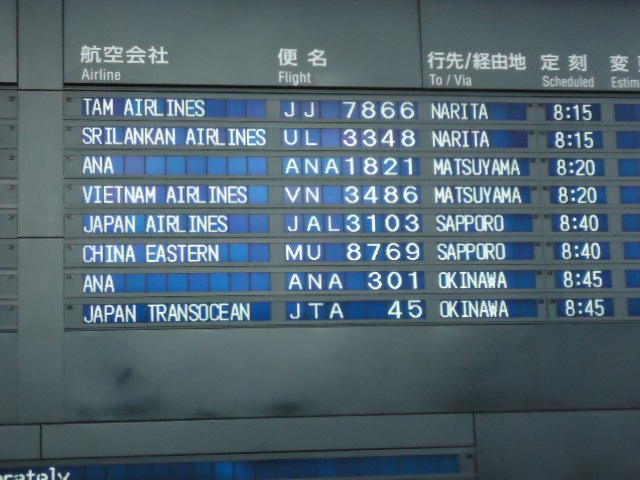 航空会社 便名 行先/経由地 定刻 変
Airline Flight To / Via Scheduled Estim
TAM AIRLINES JJ 7866 NARITA 8:15
SRILANKAN AIRLINES UL 3348 NARITA 8:15
ANA ANA1821 MATSUYAMA 8:20
VIETNAM AIRLINES VN 3486 MATSUYAMA 8:20
JAPAN AIRLINES JAL3103 SAPPORO 8:40
CHINA EASTERN MU 8769 SAPPORO 8:40
ANA ANA 301 OKINAWA 8:45
JAPAN TRANSOCEAN JTA 45 OKINAWA 8:45